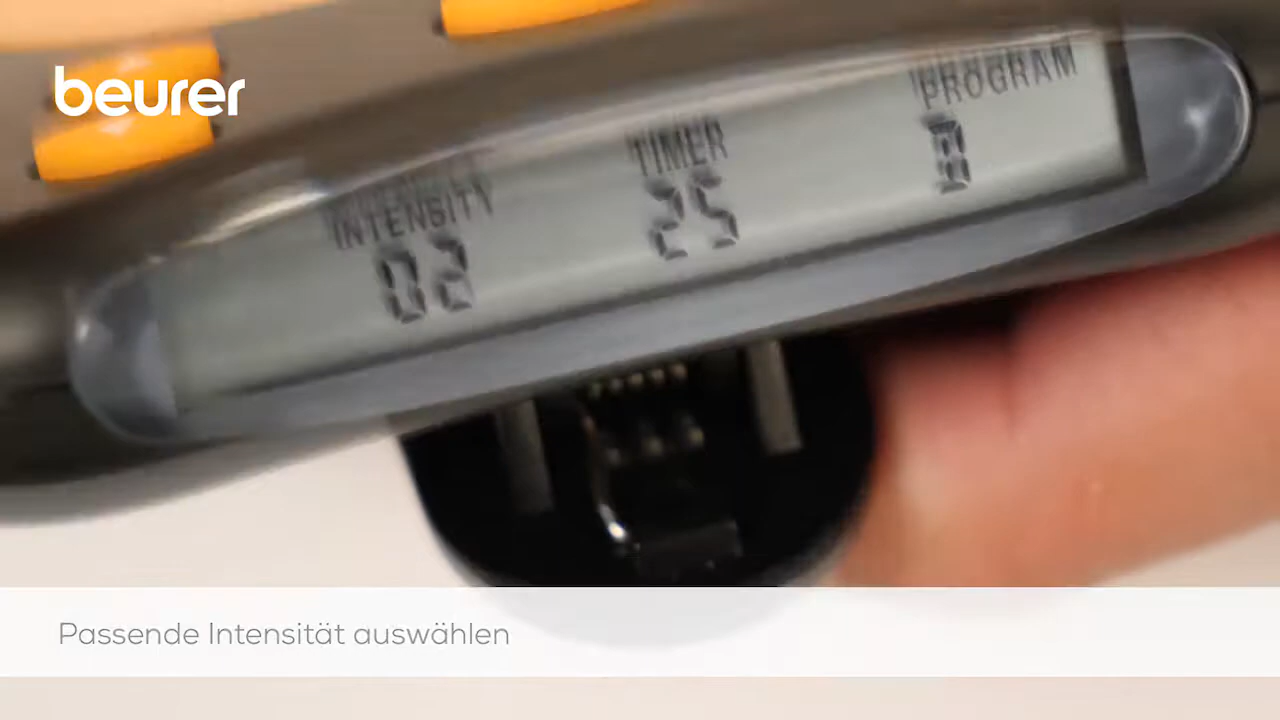 beurer
PROGRAM
TIMER
INTENSITY
25
02
Passende Intensität auswählen